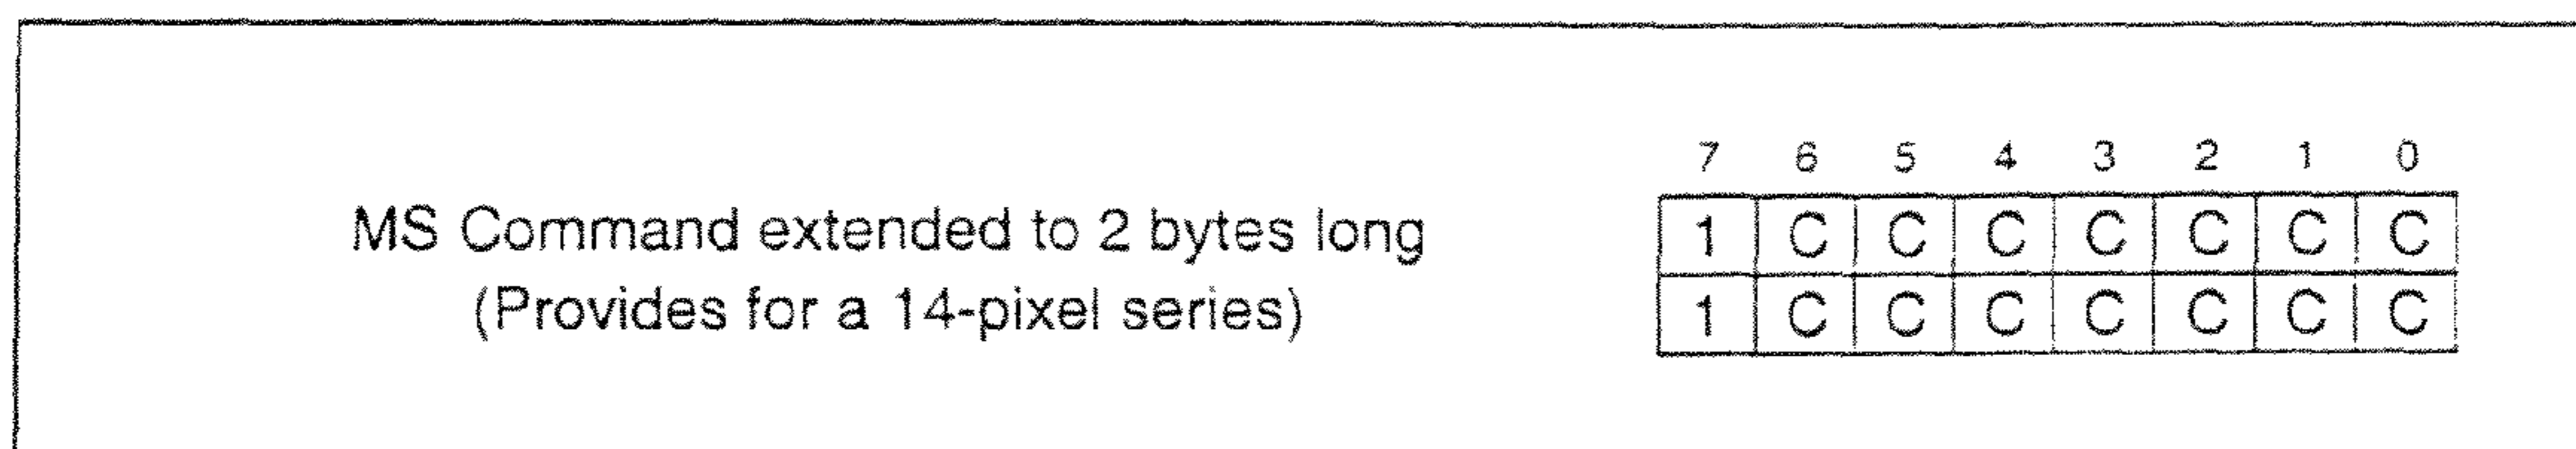 7 6 5 4 3 2 1 0
MS Command extended to 2 bytes long 1 C C C C C C C
(Provides for a 14-pixel series) 1 C C C C C C C